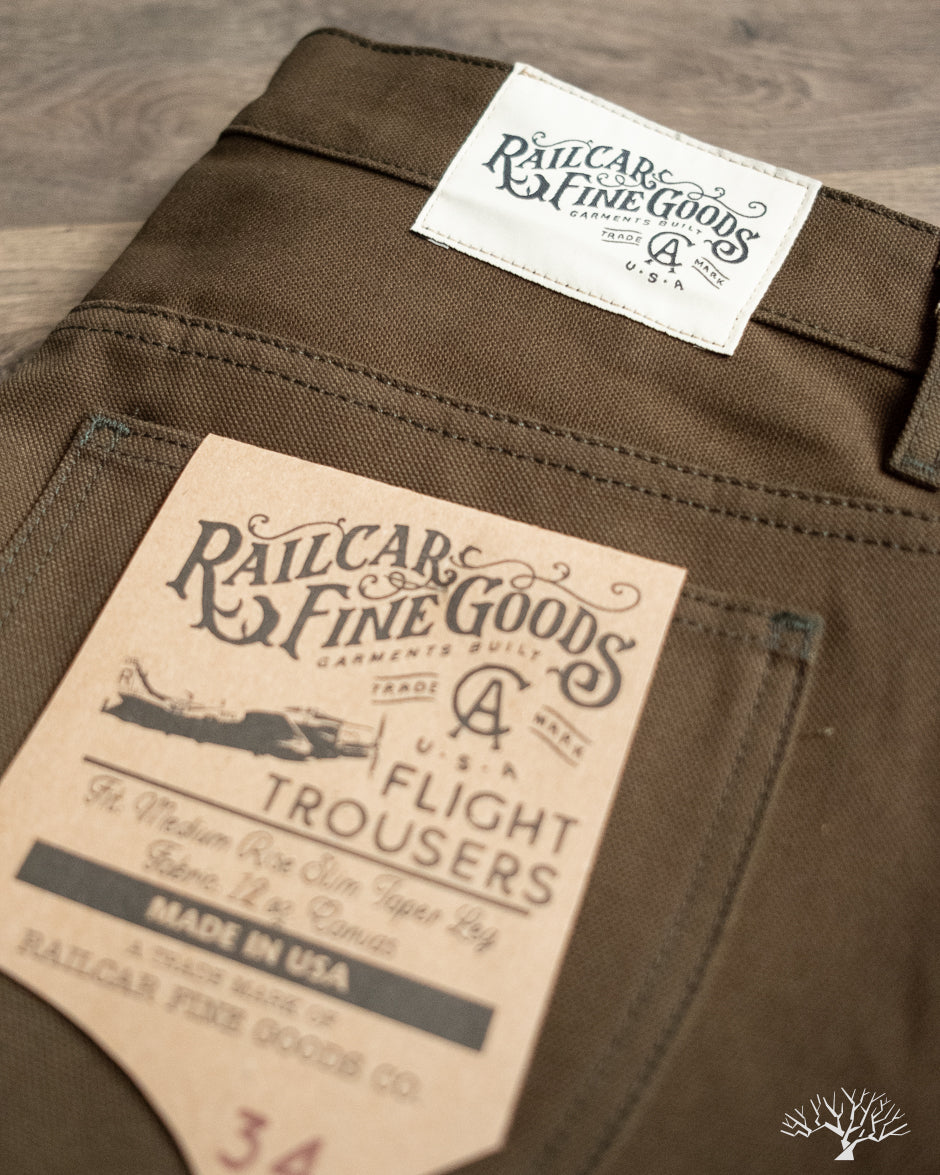 RAILCAR
FINE GOODS
GARMENTS BUILT
TRADE CA MARK
U·S·A
RAILCAR
FINE GOODS
GARMENTS BUILT
TRADE CA MARK
U·S·A
R
FLIGHT
TROUSERS
Fit. Medium Rise Slim Taper Leg
Fabric. 12 oz. Canvas
MADE IN USA
A TRADE MARK OF
RAILCAR FINE GOODS CO.
34